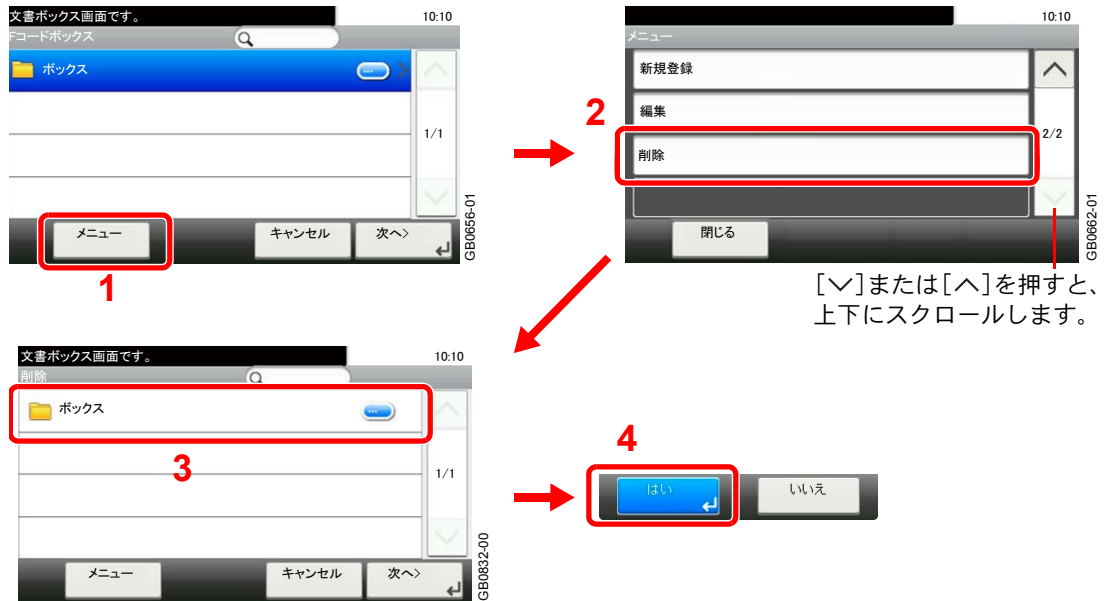 文書ボックス画面です。
10:10
Fコードボックス
ボックス
1/1
メニュー
キャンセル
次へ>
GB0656-01
1
10:10
メニュー
新規登録
編集
2
削除
2/2
閉じる
GB0662-01
[∨]または[∧]を押すと、
上下にスクロールします。
文書ボックス画面です。
10:10
削除
ボックス
3
1/1
メニュー
キャンセル
次へ>
GB0832-00
4
はい
いいえ